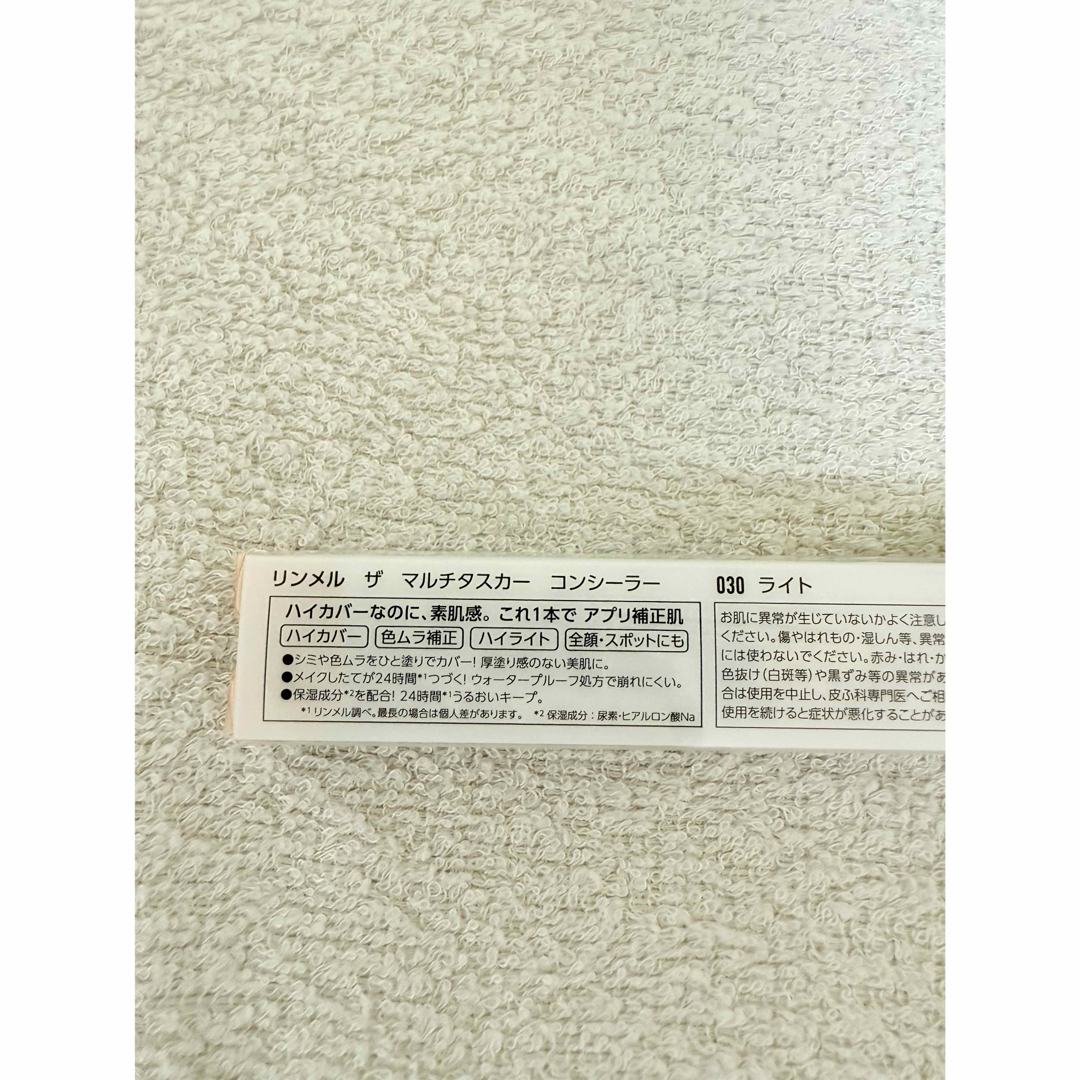 リンメル ザ マルチタスカー コンシーラー
ハイカバーなのに、素肌感。これ1本で アプリ補正肌
ハイカバー 色ムラ補正 ハイライト 全顔・スポットにも
●シミや色ムラをひと塗りでカバー! 厚塗り感のない美肌に。
●メイクしたてが24時間*1つづく! ウォータープルーフ処方で崩れにくい。
●保湿成分*2を配合! 24時間*1うるおいキープ。
*1 リンメル調べ。最長の場合は個人差があります。 *2 保湿成分：尿素・ヒアルロン酸Na
030 ライト
お肌に異常が生じていないかよく注意し
ください。傷やはれもの・湿しん等、異常
には使わないでください。赤み・はれ・か
色抜け(白斑等)や黒ずみ等の異常があ
合は使用を中止し、皮ふ科専門医へご相
使用を続けると症状が悪化することがあ